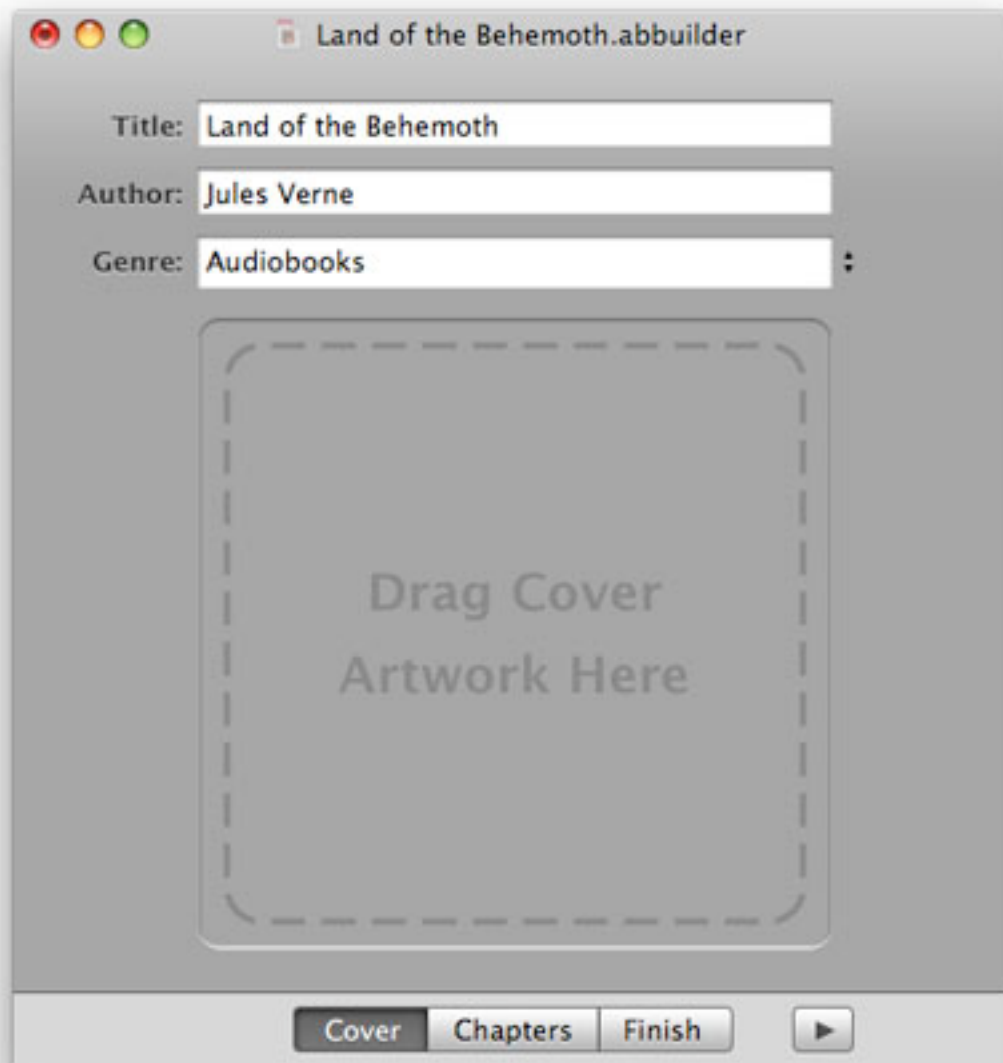 Land of the Behemoth.abbuilder
Title: Land of the Behemoth
Author: Jules Verne
Genre: Audiobooks
Drag Cover
Artwork Here
Cover Chapters Finish